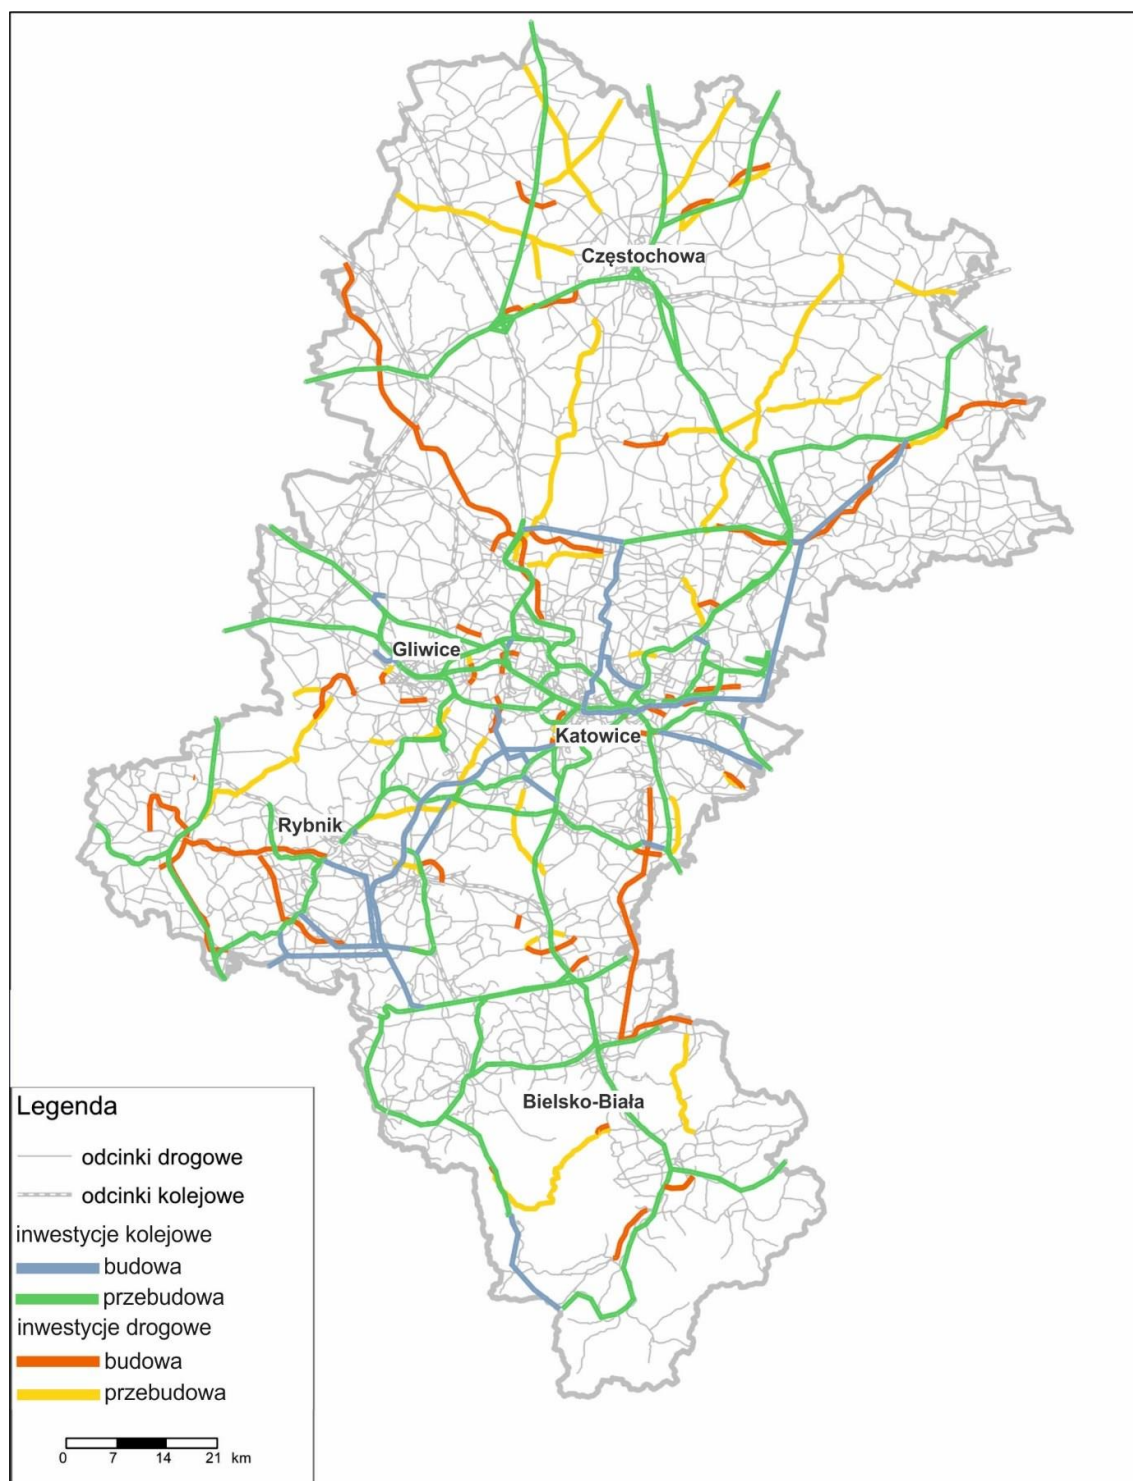 Częstochowa
Gliwice
Katowice
Rybnik
Bielsko-Biała
Legenda
odcinki drogowe
odcinki kolejowe
inwestycje kolejowe
budowa
przebudowa
inwestycje drogowe
budowa
przebudowa
0 7 14 21 km